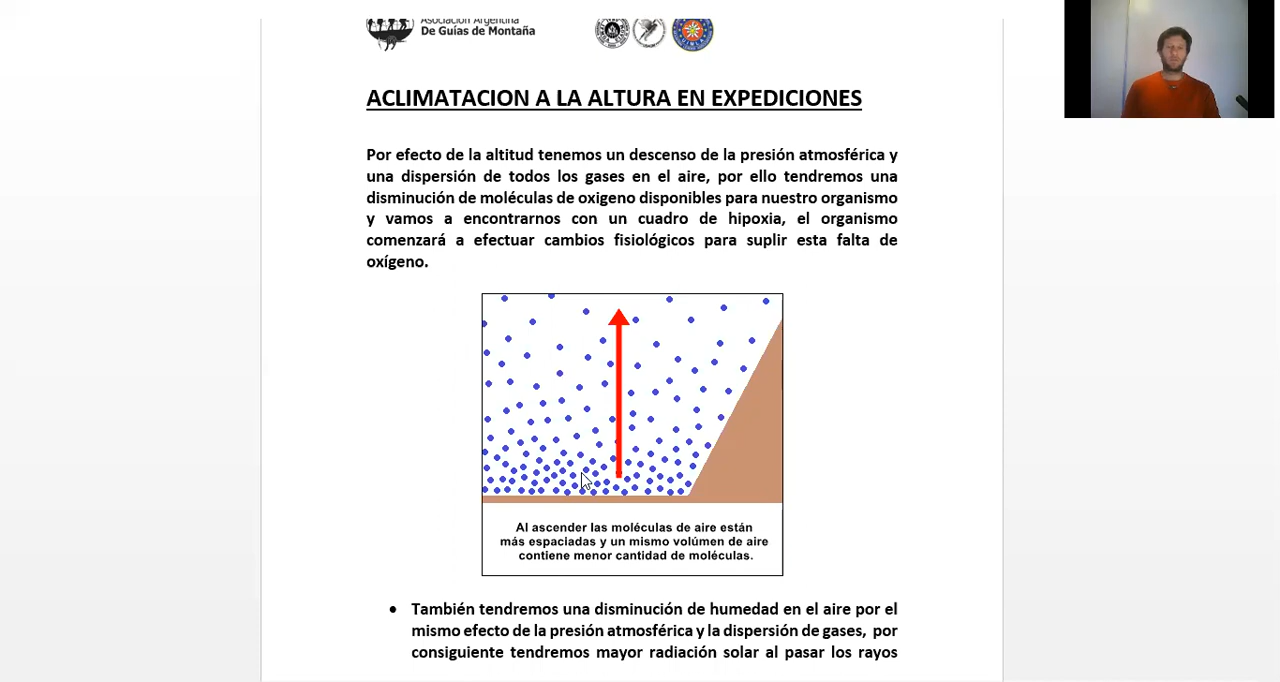 Asociación Argentina
De Guías de Montaña
ACLIMATACION A LA ALTURA EN EXPEDICIONES
Por efecto de la altitud tenemos un descenso de la presión atmosférica y
una dispersión de todos los gases en el aire, por ello tendremos una
disminución de moléculas de oxigeno disponibles para nuestro organismo
y vamos a encontrarnos con un cuadro de hipoxia, el organismo
comenzará a efectuar cambios fisiológicos para suplir esta falta de
oxígeno.
Al ascender las moléculas de aire están
más espaciadas y un mismo volúmen de aire
contiene menor cantidad de moléculas.
• También tendremos una disminución de humedad en el aire por el
mismo efecto de la presión atmosférica y la dispersión de gases, por
consiguiente tendremos mayor radiación solar al pasar los rayos